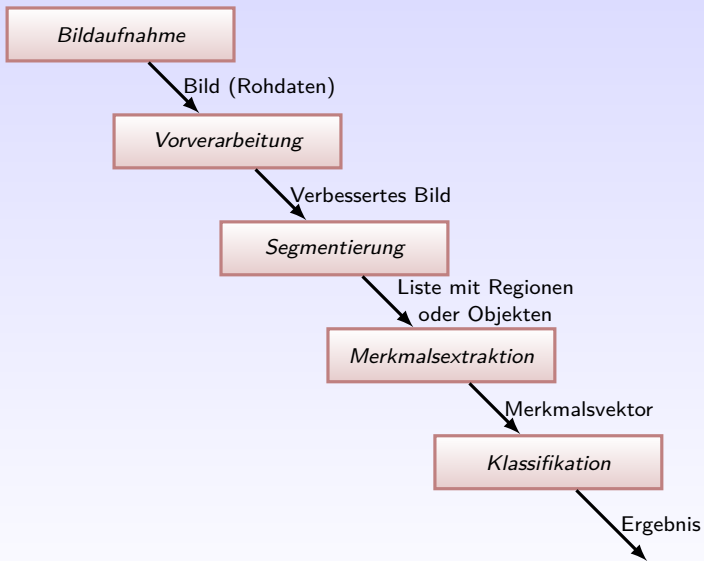 Bildaufnahme
Bild (Rohdaten)
Vorverarbeitung
Verbessertes Bild
Segmentierung
Liste mit Regionen
oder Objekten
Merkmalsextraktion
Merkmalsvektor
Klassifikation
Ergebnis